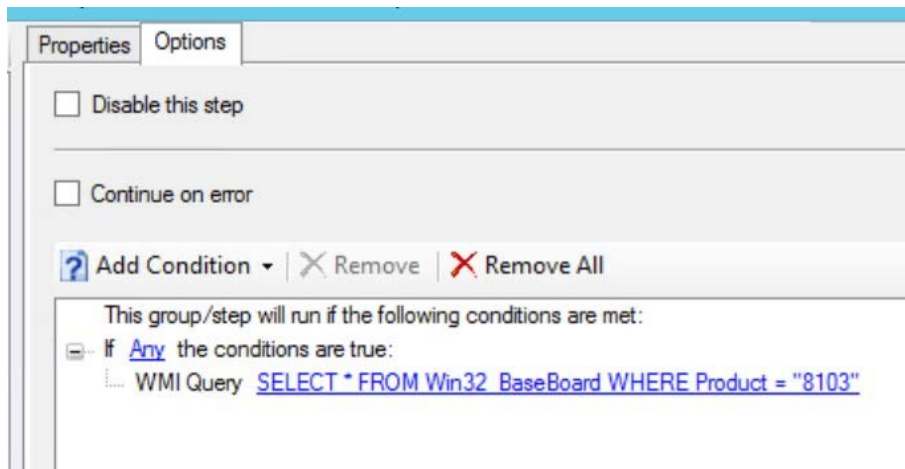 Properties Options
Disable this step
Continue on error
Add Condition Remove Remove All
This group/step will run if the following conditions are met:
If Any the conditions are true:
WMI Query SELECT * FROM Win32_BaseBoard WHERE Product = "8103"